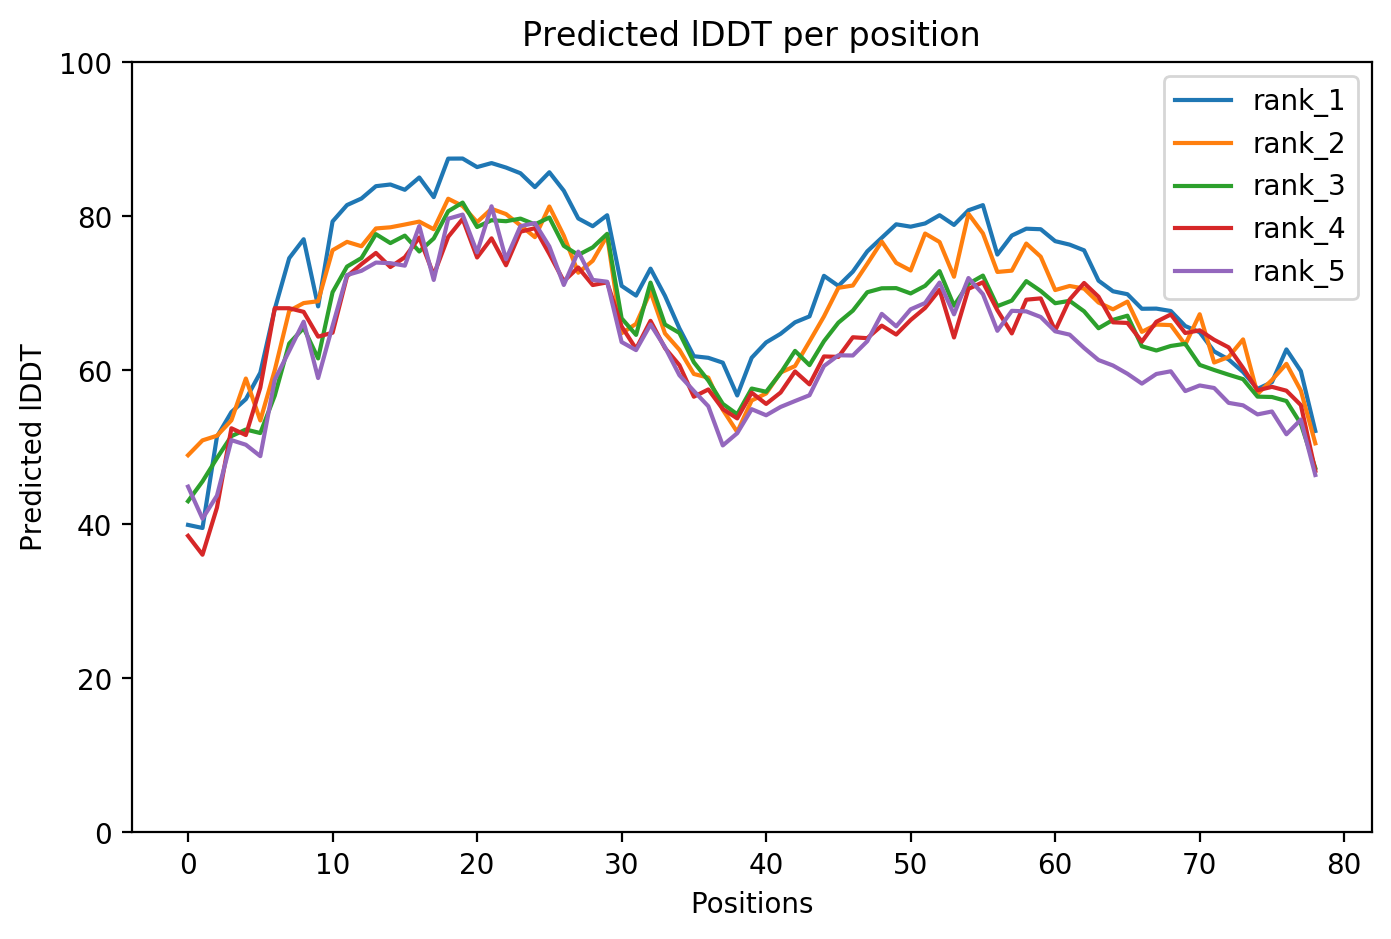 Predicted lDDT per position
100
80
60
40
20
0
Predicted lDDT
0 10 20 30 40 50 60 70 80
Positions
rank_1
rank_2
rank_3
rank_4
rank_5